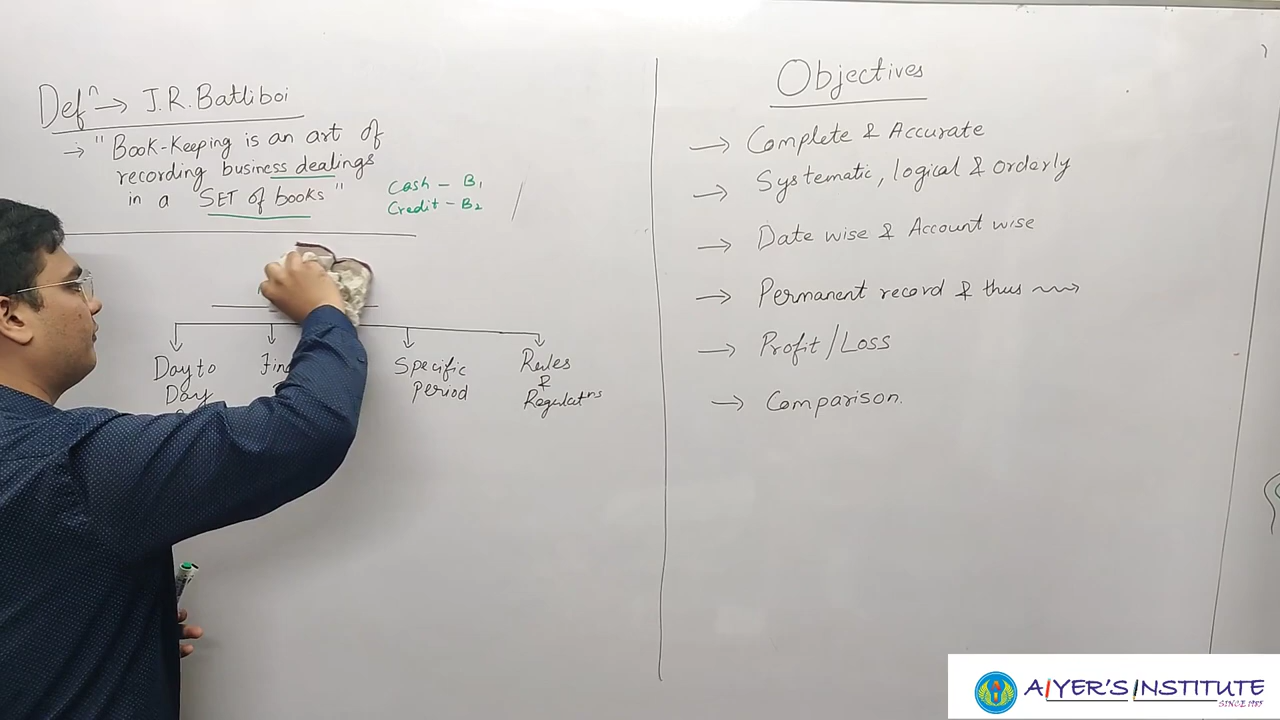 Defⁿ → J.R. Batliboi
→ " Book-Keeping is an art of
recording business dealings
in a SET of books "
Cash - B₁
Credit - B₂
Day to
Day
Specific
Period
Rules
&
Regulatns
Objectives
→ Complete & Accurate
→ Systematic, logical & orderly
→ Date wise & Account wise
→ Permanent record & thus
→ Profit/Loss
→ Comparison.
AIYER'S INSTITUTE
SINCE 1985